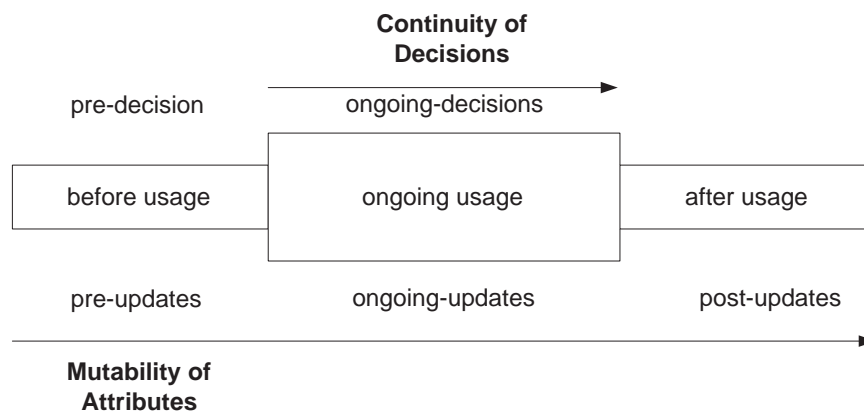 Continuity of
Decisions
pre-decision ongoing-decisions
before usage ongoing usage after usage
pre-updates ongoing-updates post-updates
Mutability of
Attributes